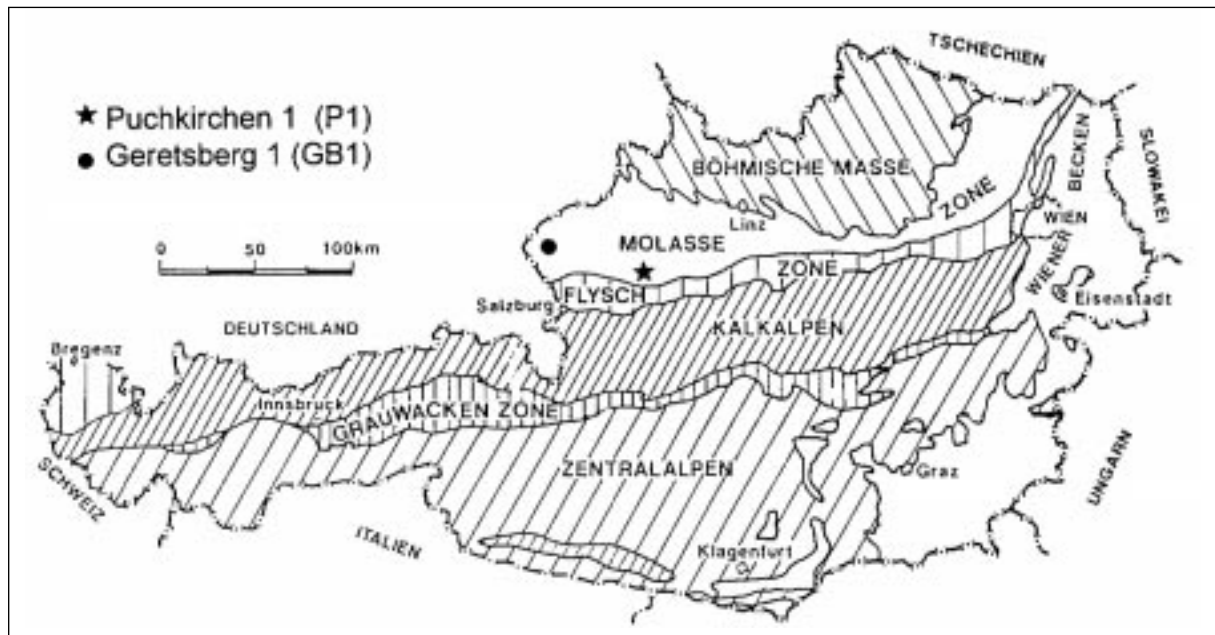 TSCHECHIEN
★ Puchkirchen 1 (P1)
● Geretsberg 1 (GB1)
BÖHMISCHE MASSE
SLOWAKEI
BECKEN
ZONE
WIEN
Linz
0 50 100km
MOLASSE
ZONE
WIENER
FLYSCH
Salzburg
Eisenstadt
DEUTSCHLAND
KALKALPEN
Bregenz
Innsbruck
GRAUWACKEN ZONE
ZENTRALALPEN
Graz
UNGARN
SCHWEIZ
ITALIEN
Klagenfurt